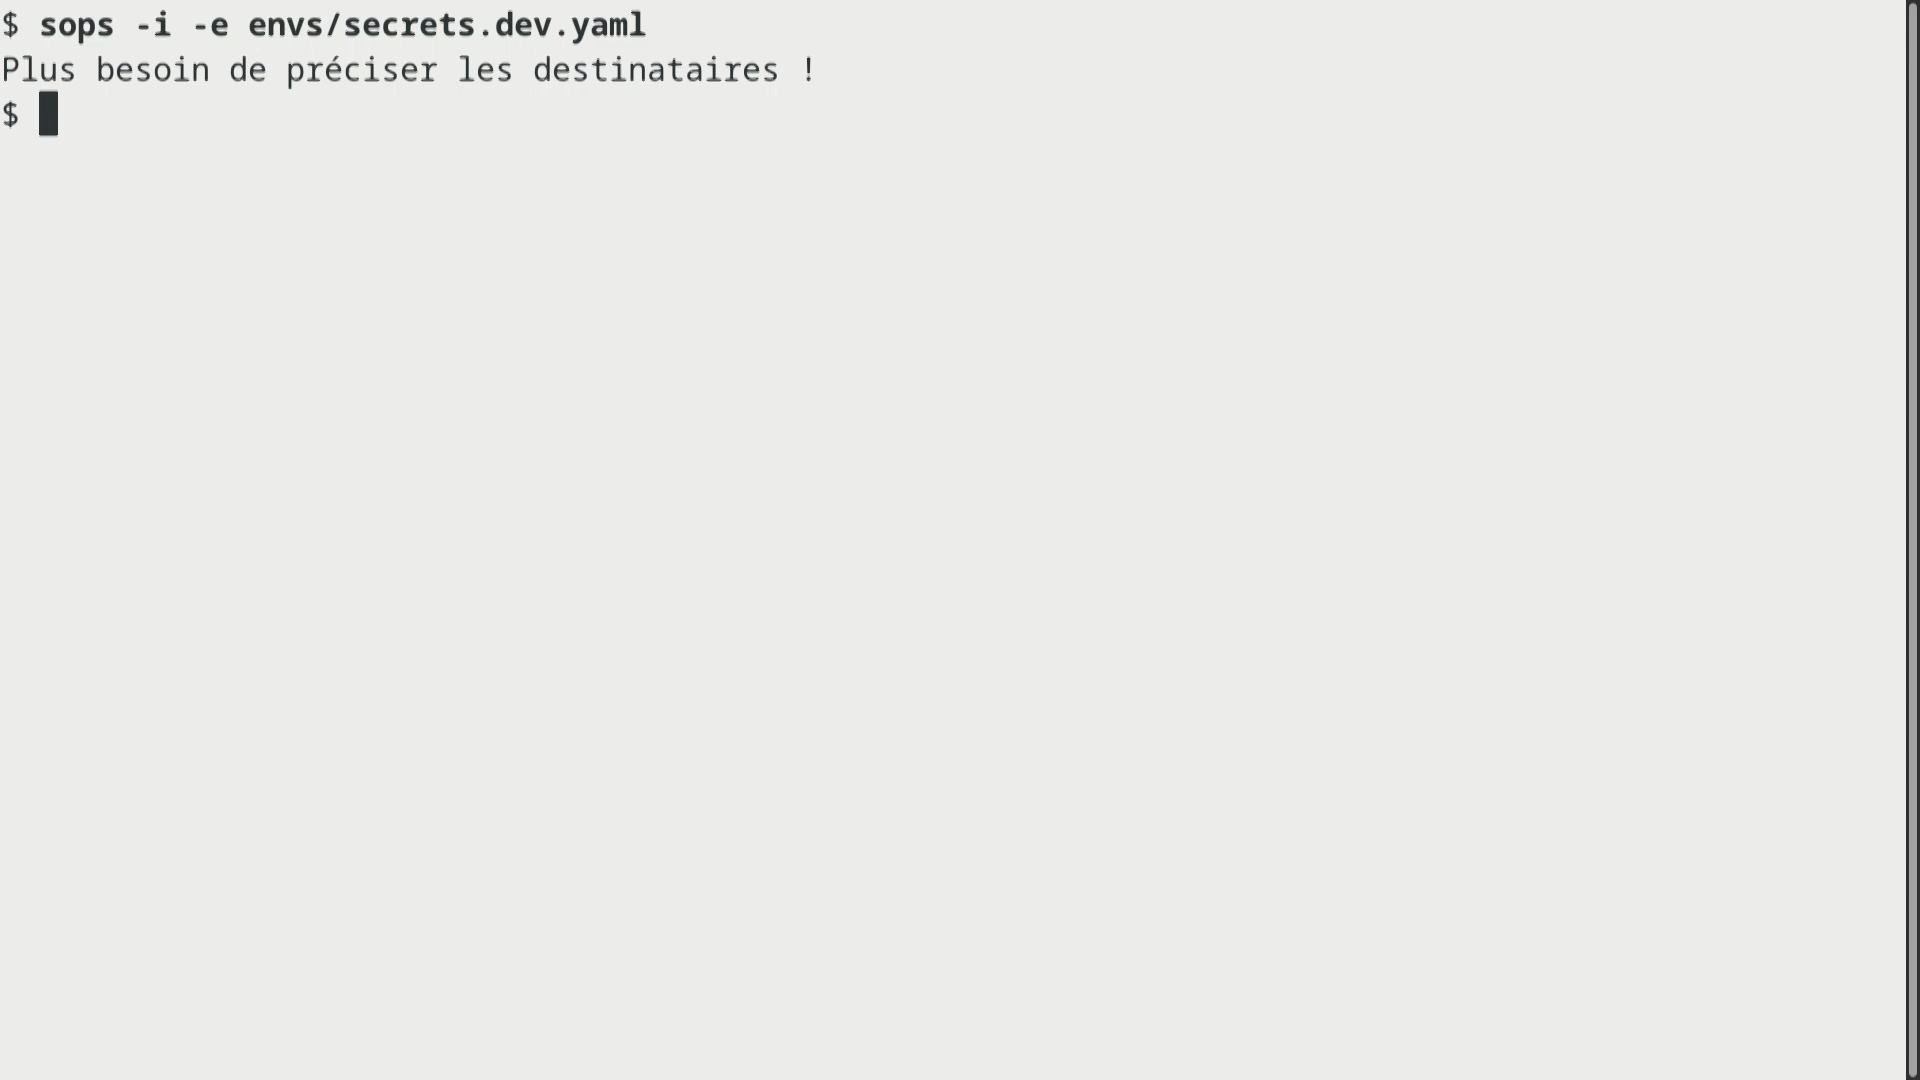 $ sops -i -e envs/secrets.dev.yaml
Plus besoin de préciser les destinataires !
$